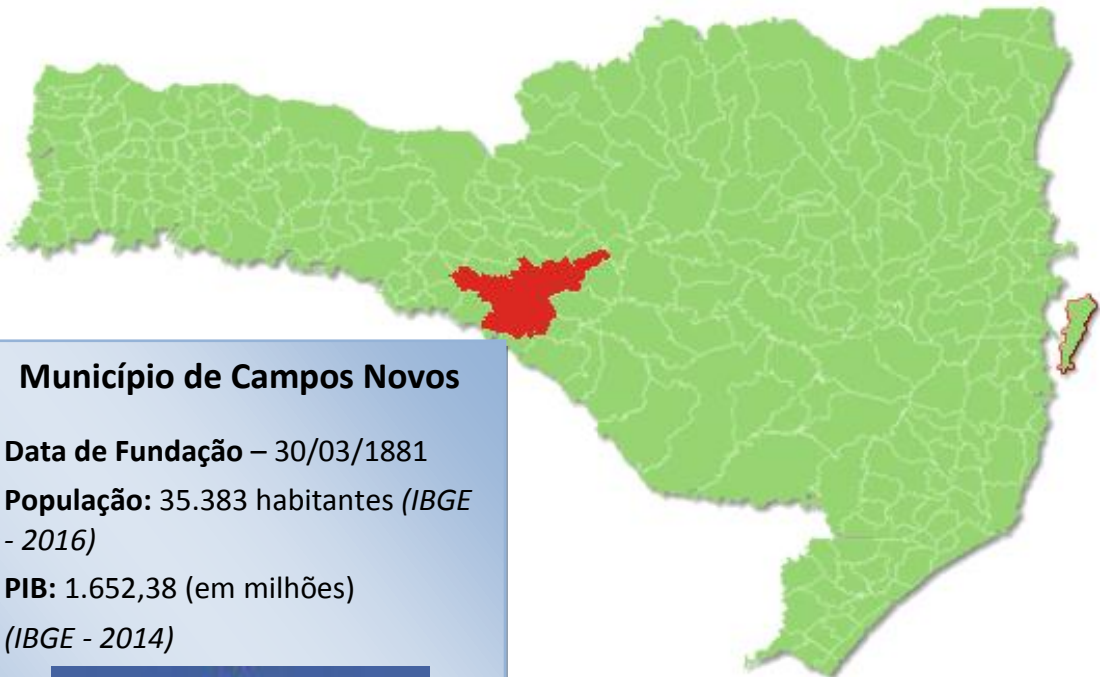 Município de Campos Novos
Data de Fundação – 30/03/1881
População: 35.383 habitantes (IBGE
- 2016)
PIB: 1.652,38 (em milhões)
(IBGE - 2014)